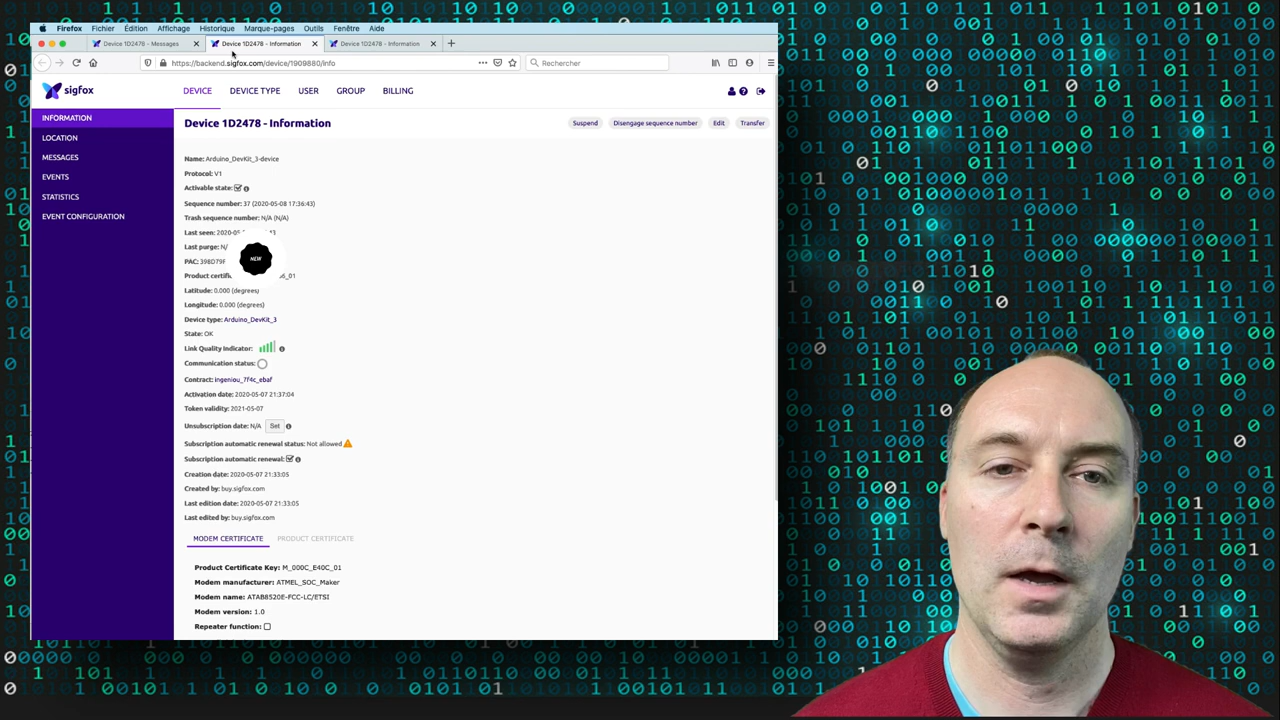 Firefox Fichier Édition Affichage Historique Marque-pages Outils Fenêtre Aide
Device 1D2478 - Messages
Device 1D2478 - Information
Device 1D2478 - Information
https://backend.sigfox.com/device/1909880/info
Rechercher
sigfox
DEVICE DEVICE TYPE USER GROUP BILLING
INFORMATION
LOCATION
MESSAGES
EVENTS
STATISTICS
EVENT CONFIGURATION
Device 1D2478 - Information
Suspend Disengage sequence number Edit Transfer
Name: Arduino_DevKit_3-device
Protocol: V1
Activable state:
Sequence number: 37 (2020-05-08 17:36:43)
Trash sequence number: N/A (N/A)
Last seen:
Last purge:
PAC:
NEW
Product
Latitude: 0.000 (degrees)
Longitude: 0.000 (degrees)
Device type: Arduino_DevKit_3
State: OK
Link Quality Indicator:
Communication status:
Contract: ingeniou_7f4c_ebaf
Activation date: 2020-05-07 21:37:04
Token validity: 2021-05-07
Unsubscription date: N/A Set
Subscription automatic renewal status: Not allowed
Subscription automatic renewal:
Creation date: 2020-05-07 21:33:05
Created by: buy.sigfox.com
Last edition date: 2020-05-07 21:33:05
Last edited by: buy.sigfox.com
MODEM CERTIFICATE PRODUCT CERTIFICATE
Product Certificate Key: M_000C_E40C_01
Modem manufacturer: ATMEL_SOC_Maker
Modem name: ATAB8520E-FCC-LC/ETSI
Modem version: 1.0
Repeater function: